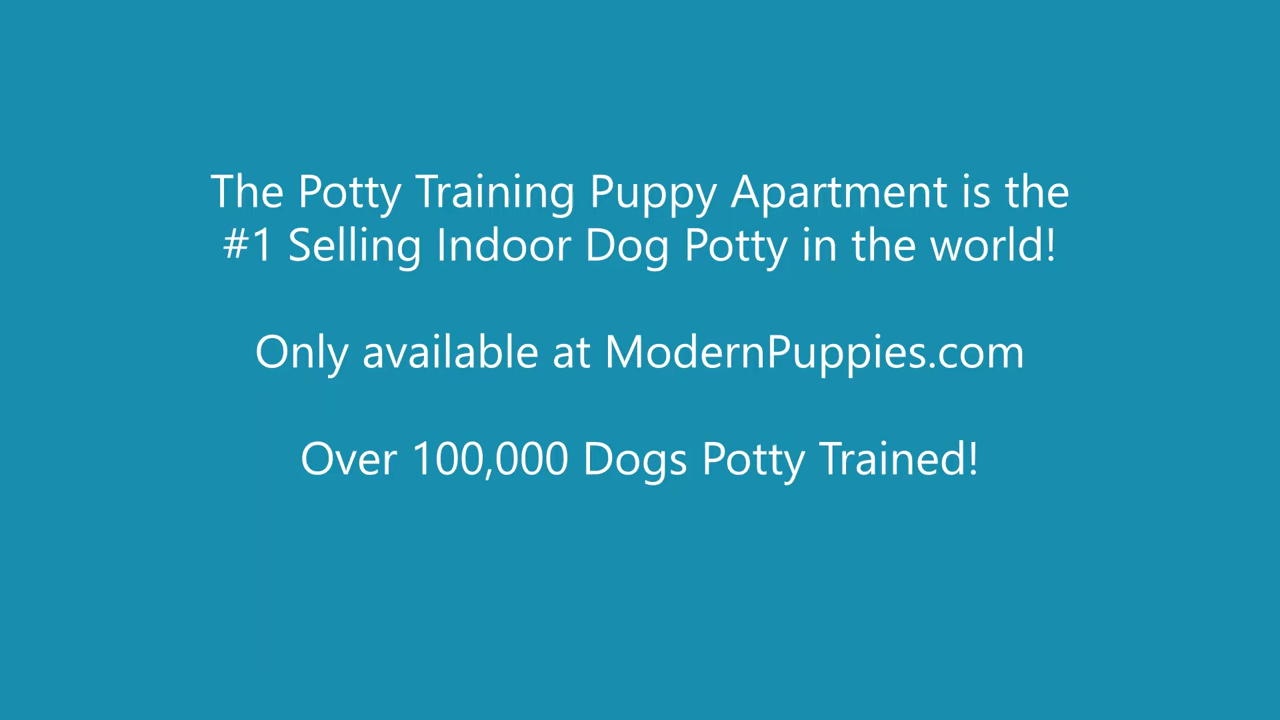 The Potty Training Puppy Apartment is the
#1 Selling Indoor Dog Potty in the world!
Only available at ModernPuppies.com
Over 100,000 Dogs Potty Trained!